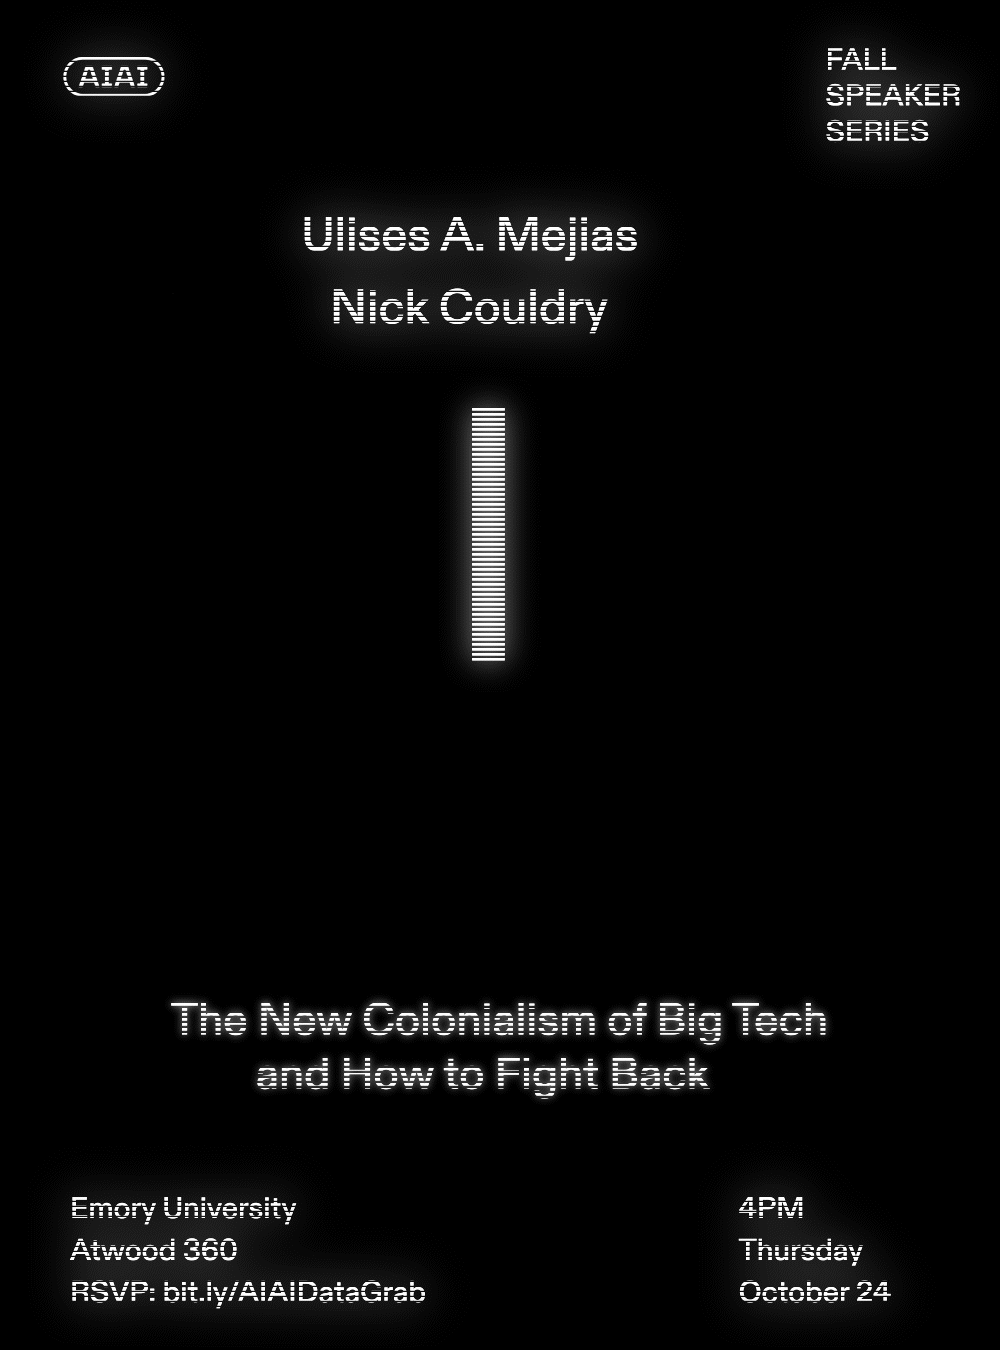 AIAI
FALL
SPEAKER
SERIES
Ulises A. Mejias
Nick Couldry
The New Colonialism of Big Tech
and How to Fight Back
Emory University
Atwood 360
RSVP: bit.ly/AIAIDataGrab
4PM
Thursday
October 24